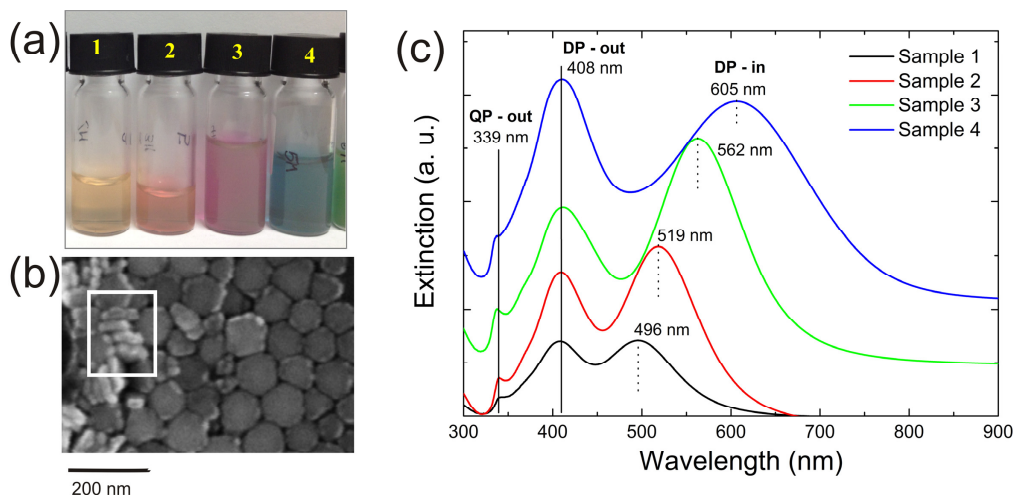 (a)
1 2 3 4
(b)
200 nm
(c)
DP - out
408 nm
DP - in
605 nm
QP - out
339 nm
562 nm
519 nm
496 nm
Sample 1
Sample 2
Sample 3
Sample 4
Extinction (a. u.)
300 400 500 600 700 800 900
Wavelength (nm)